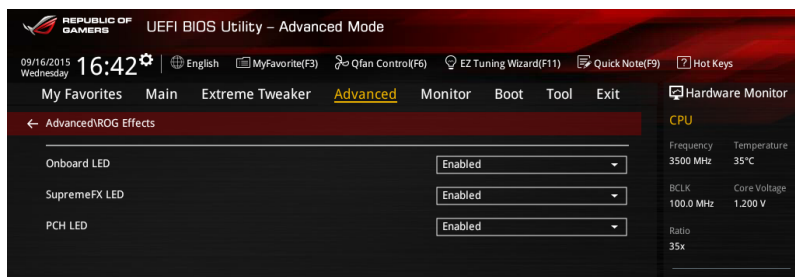 REPUBLIC OF
GAMERS
UEFI BIOS Utility – Advanced Mode
09/16/2015
Wednesday
16:42
English
MyFavorite(F3)
Qfan Control(F6)
EZ Tuning Wizard(F11)
Quick Note(F9)
? Hot Keys
My Favorites Main Extreme Tweaker Advanced Monitor Boot Tool Exit
Hardware Monitor
← Advanced\ROG Effects
CPU
Frequency Temperature
3500 MHz 35°C
Onboard LED Enabled
BCLK Core Voltage
100.0 MHz 1.200 V
SupremeFX LED Enabled
Ratio
35x
PCH LED Enabled